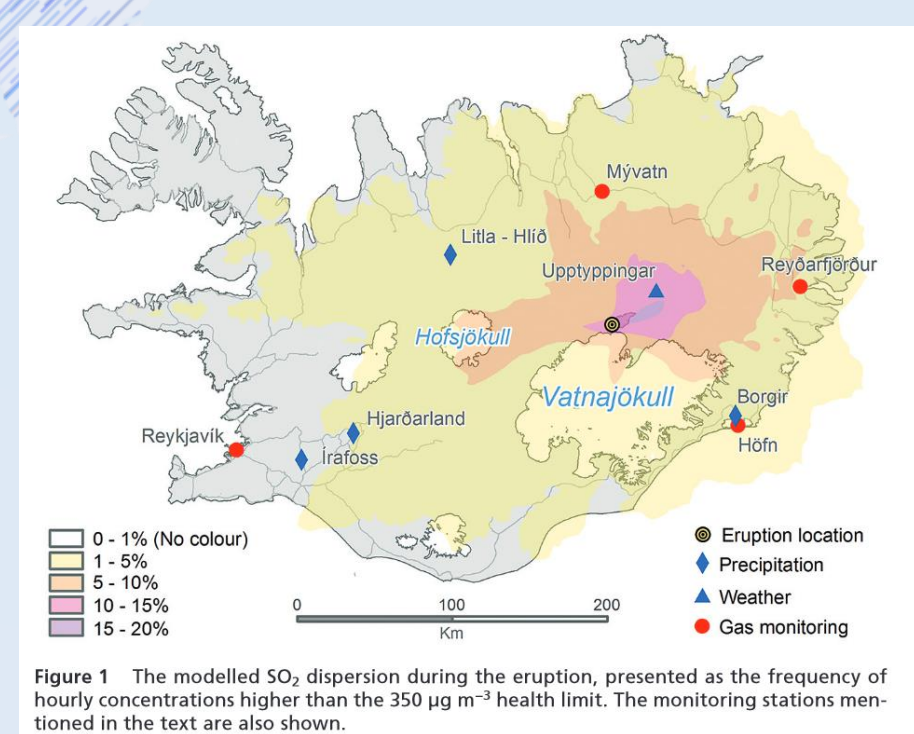 Mývatn
Litla - Hlíð
Upptyppingar
Reyðarfjörður
Hofsjökull
Vatnajökull
Borgir
Hjarðarland
Reykjavík
Írafoss
Höfn
0 - 1% (No colour)
1 - 5%
5 - 10%
10 - 15%
15 - 20%
0 100 200
Km
Eruption location
Precipitation
Weather
Gas monitoring
Figure 1 The modelled SO₂ dispersion during the eruption, presented as the frequency of
hourly concentrations higher than the 350 µg m⁻³ health limit. The monitoring stations men-
tioned in the text are also shown.